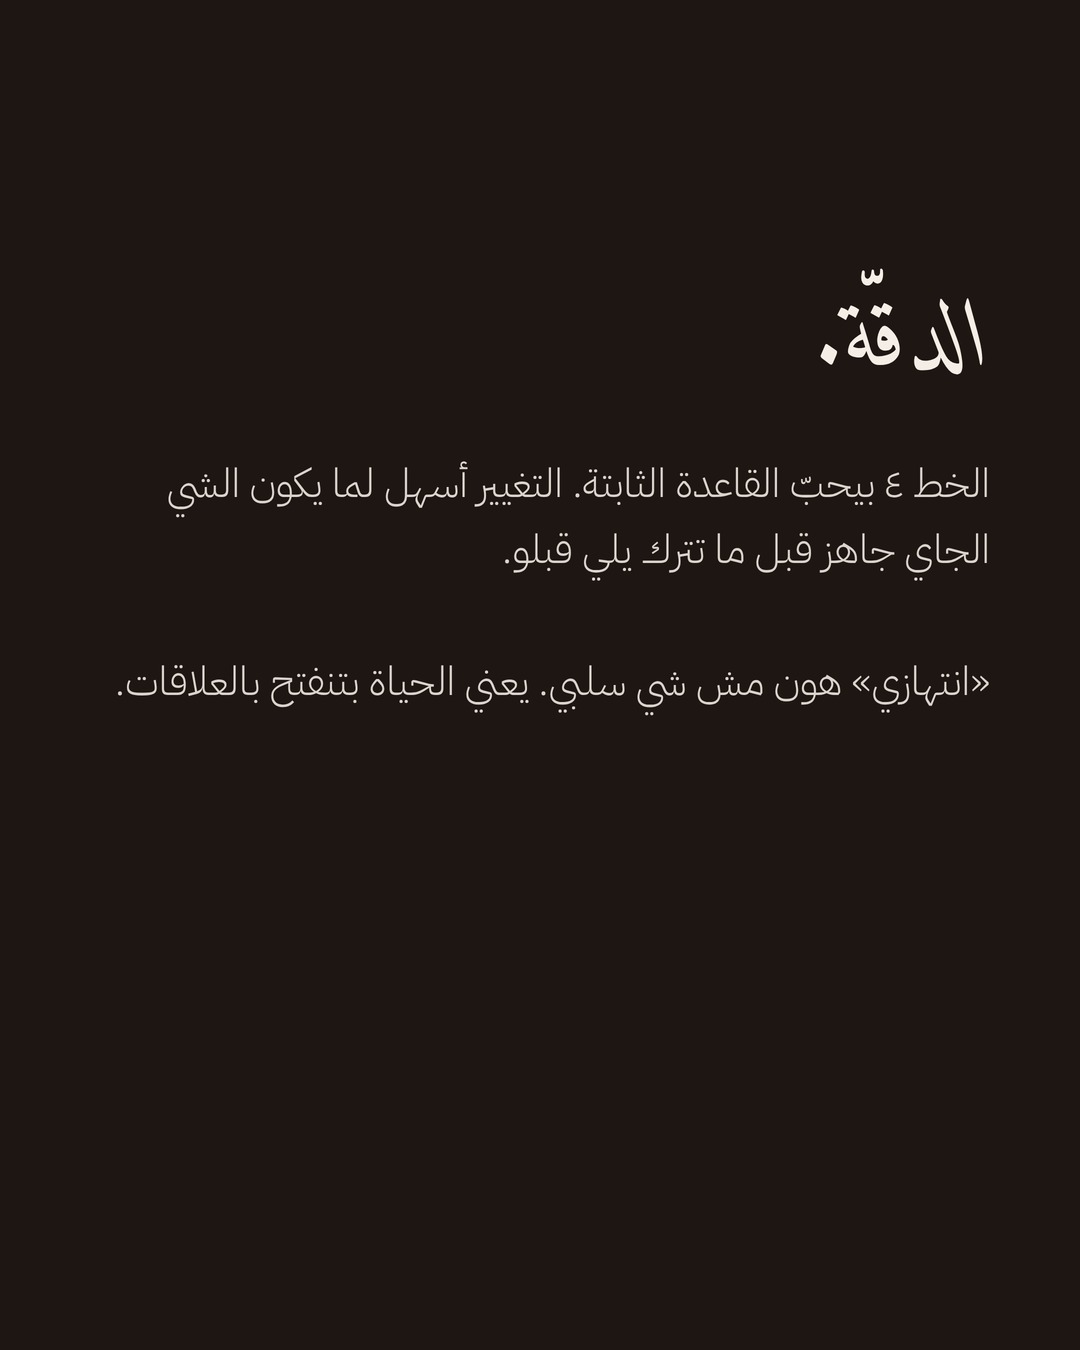 الدقّة.
الخط ٤ بيحبّ القاعدة الثابتة. التغيير أسهل لما يكون الشي
الجاي جاهز قبل ما تترك يلي قبلو.
«انتهازي» هون مش شي سلبي. يعني الحياة بتنفتح بالعلاقات.